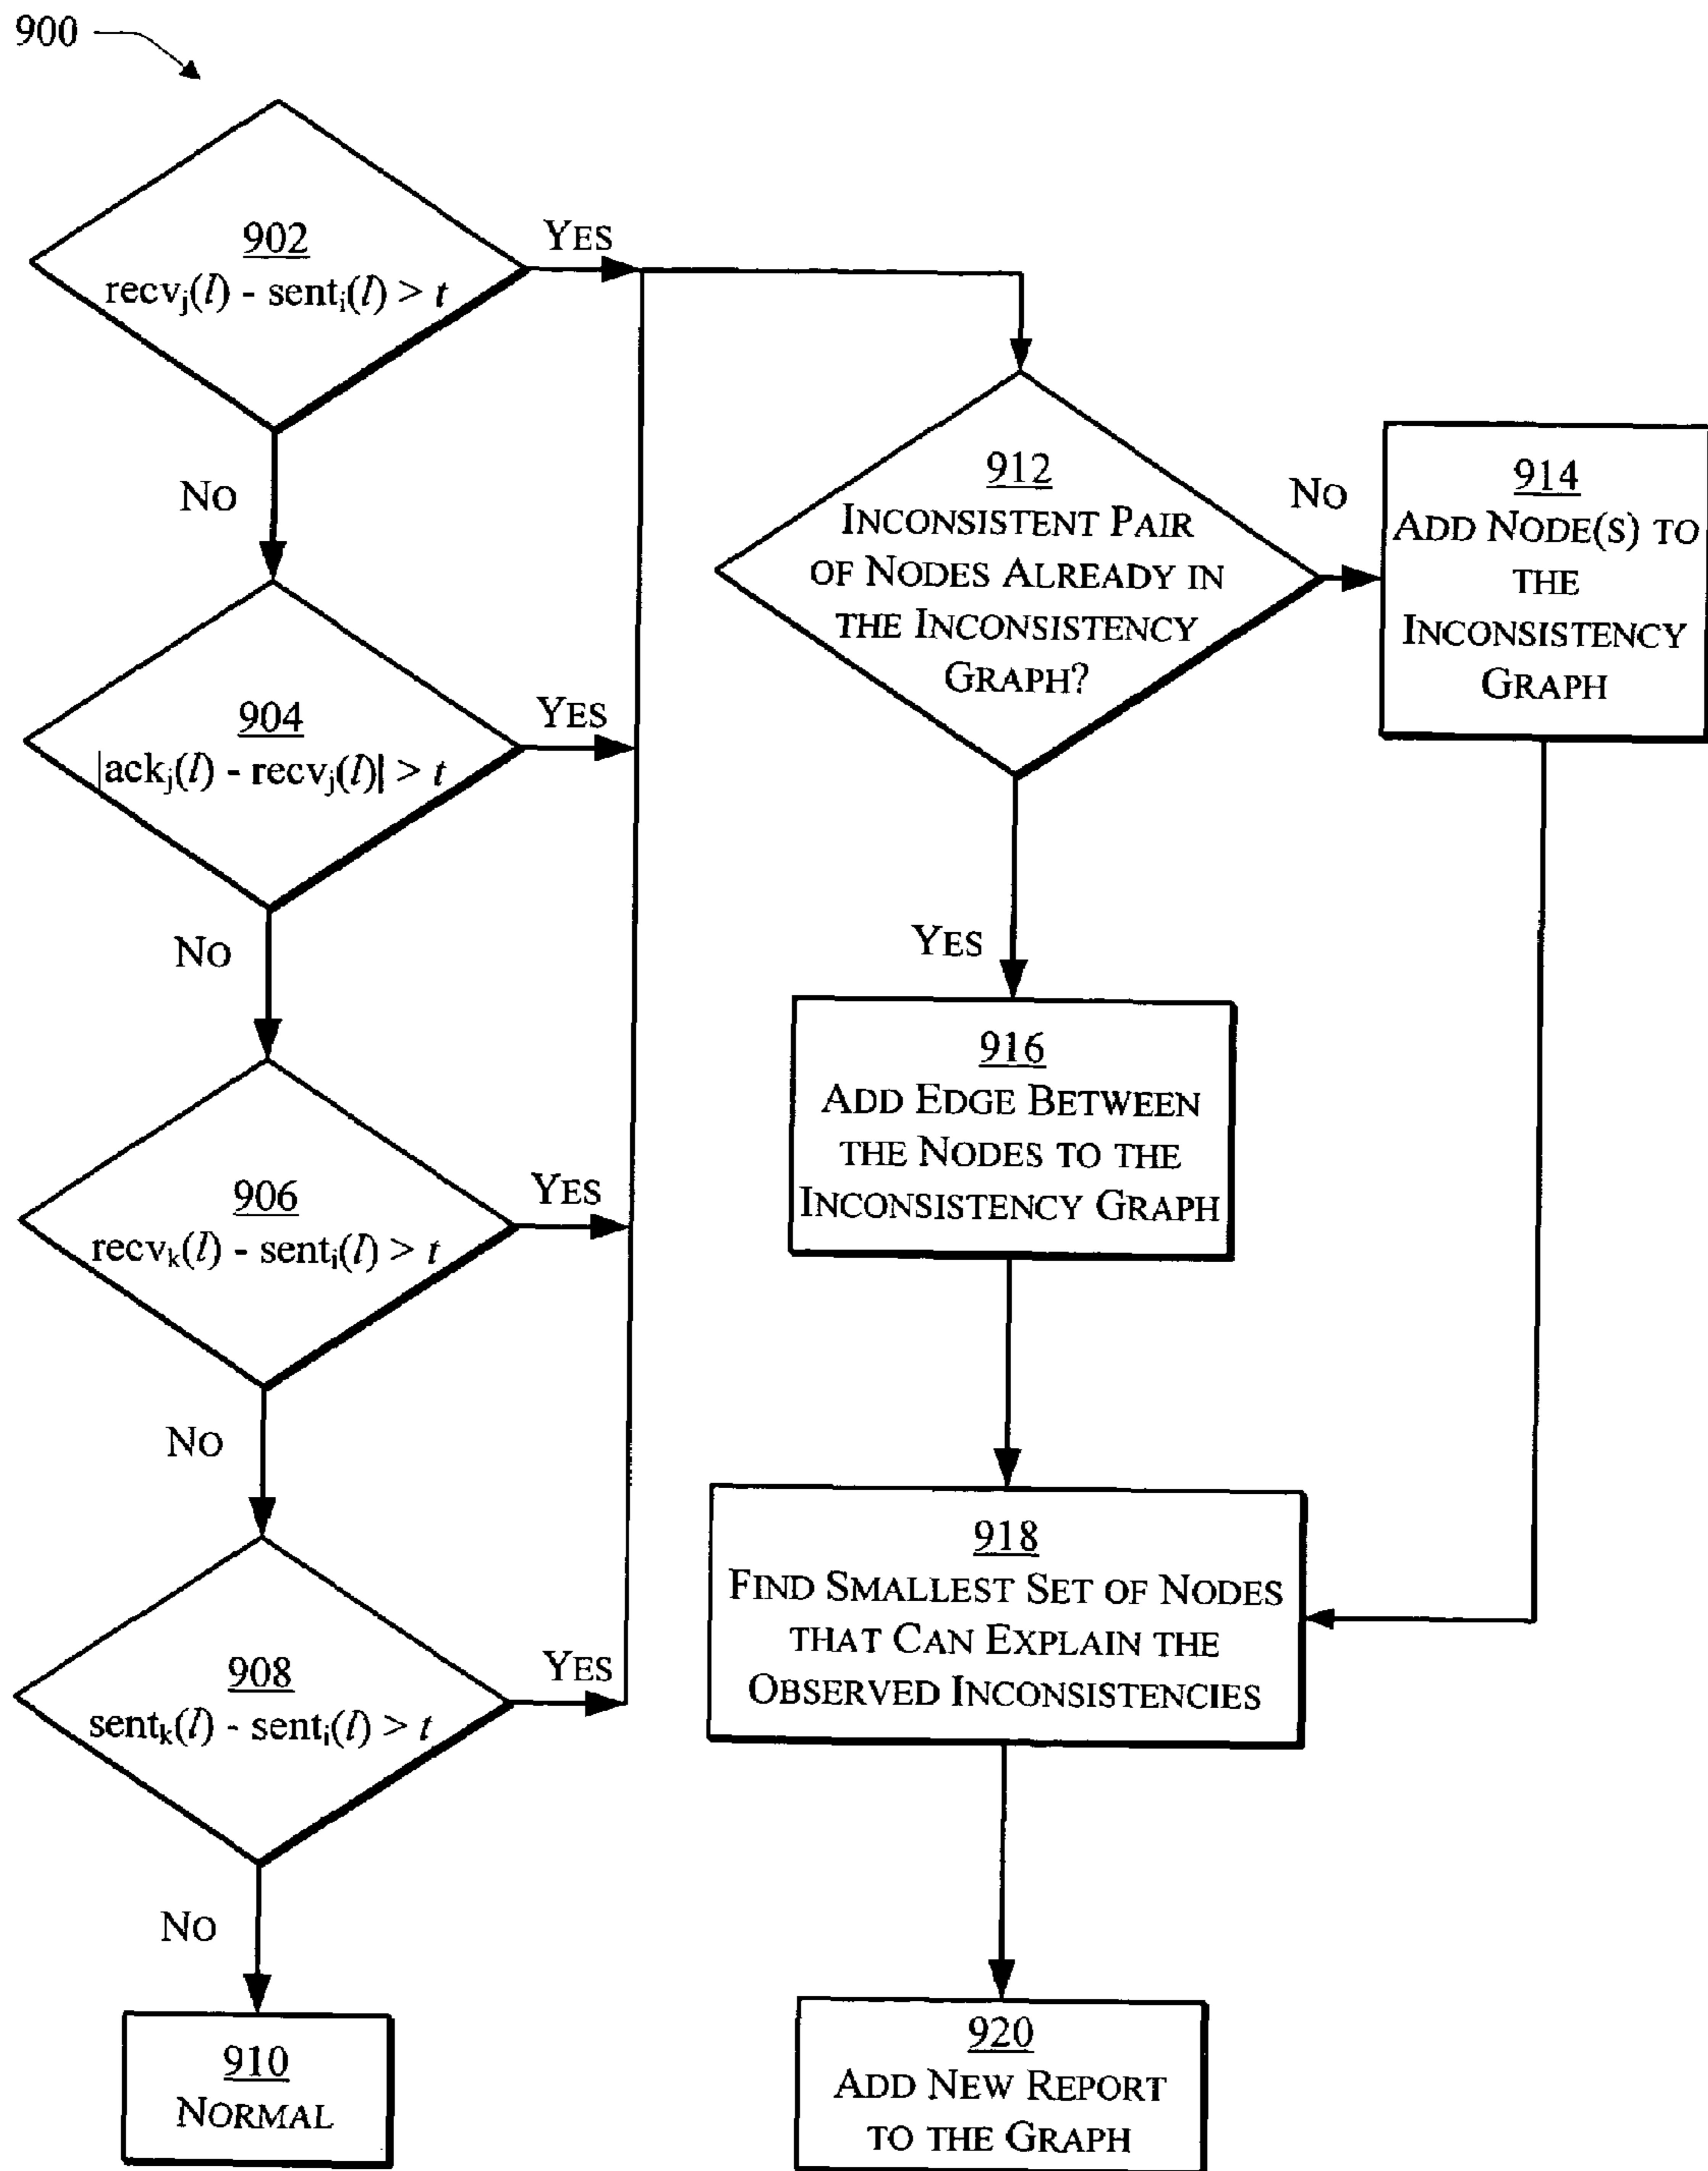 900
902
recvj(l) - senti(l) > t
YES
NO
904
|ackj(l) - recvj(l)| > t
YES
NO
906
recvk(l) - senti(l) > t
YES
NO
908
sentk(l) - senti(l) > t
YES
NO
910
NORMAL
912
INCONSISTENT PAIR
OF NODES ALREADY IN
THE INCONSISTENCY
GRAPH?
NO
914
ADD NODE(S) TO
THE
INCONSISTENCY
GRAPH
YES
916
ADD EDGE BETWEEN
THE NODES TO THE
INCONSISTENCY GRAPH
918
FIND SMALLEST SET OF NODES
THAT CAN EXPLAIN THE
OBSERVED INCONSISTENCIES
920
ADD NEW REPORT
TO THE GRAPH